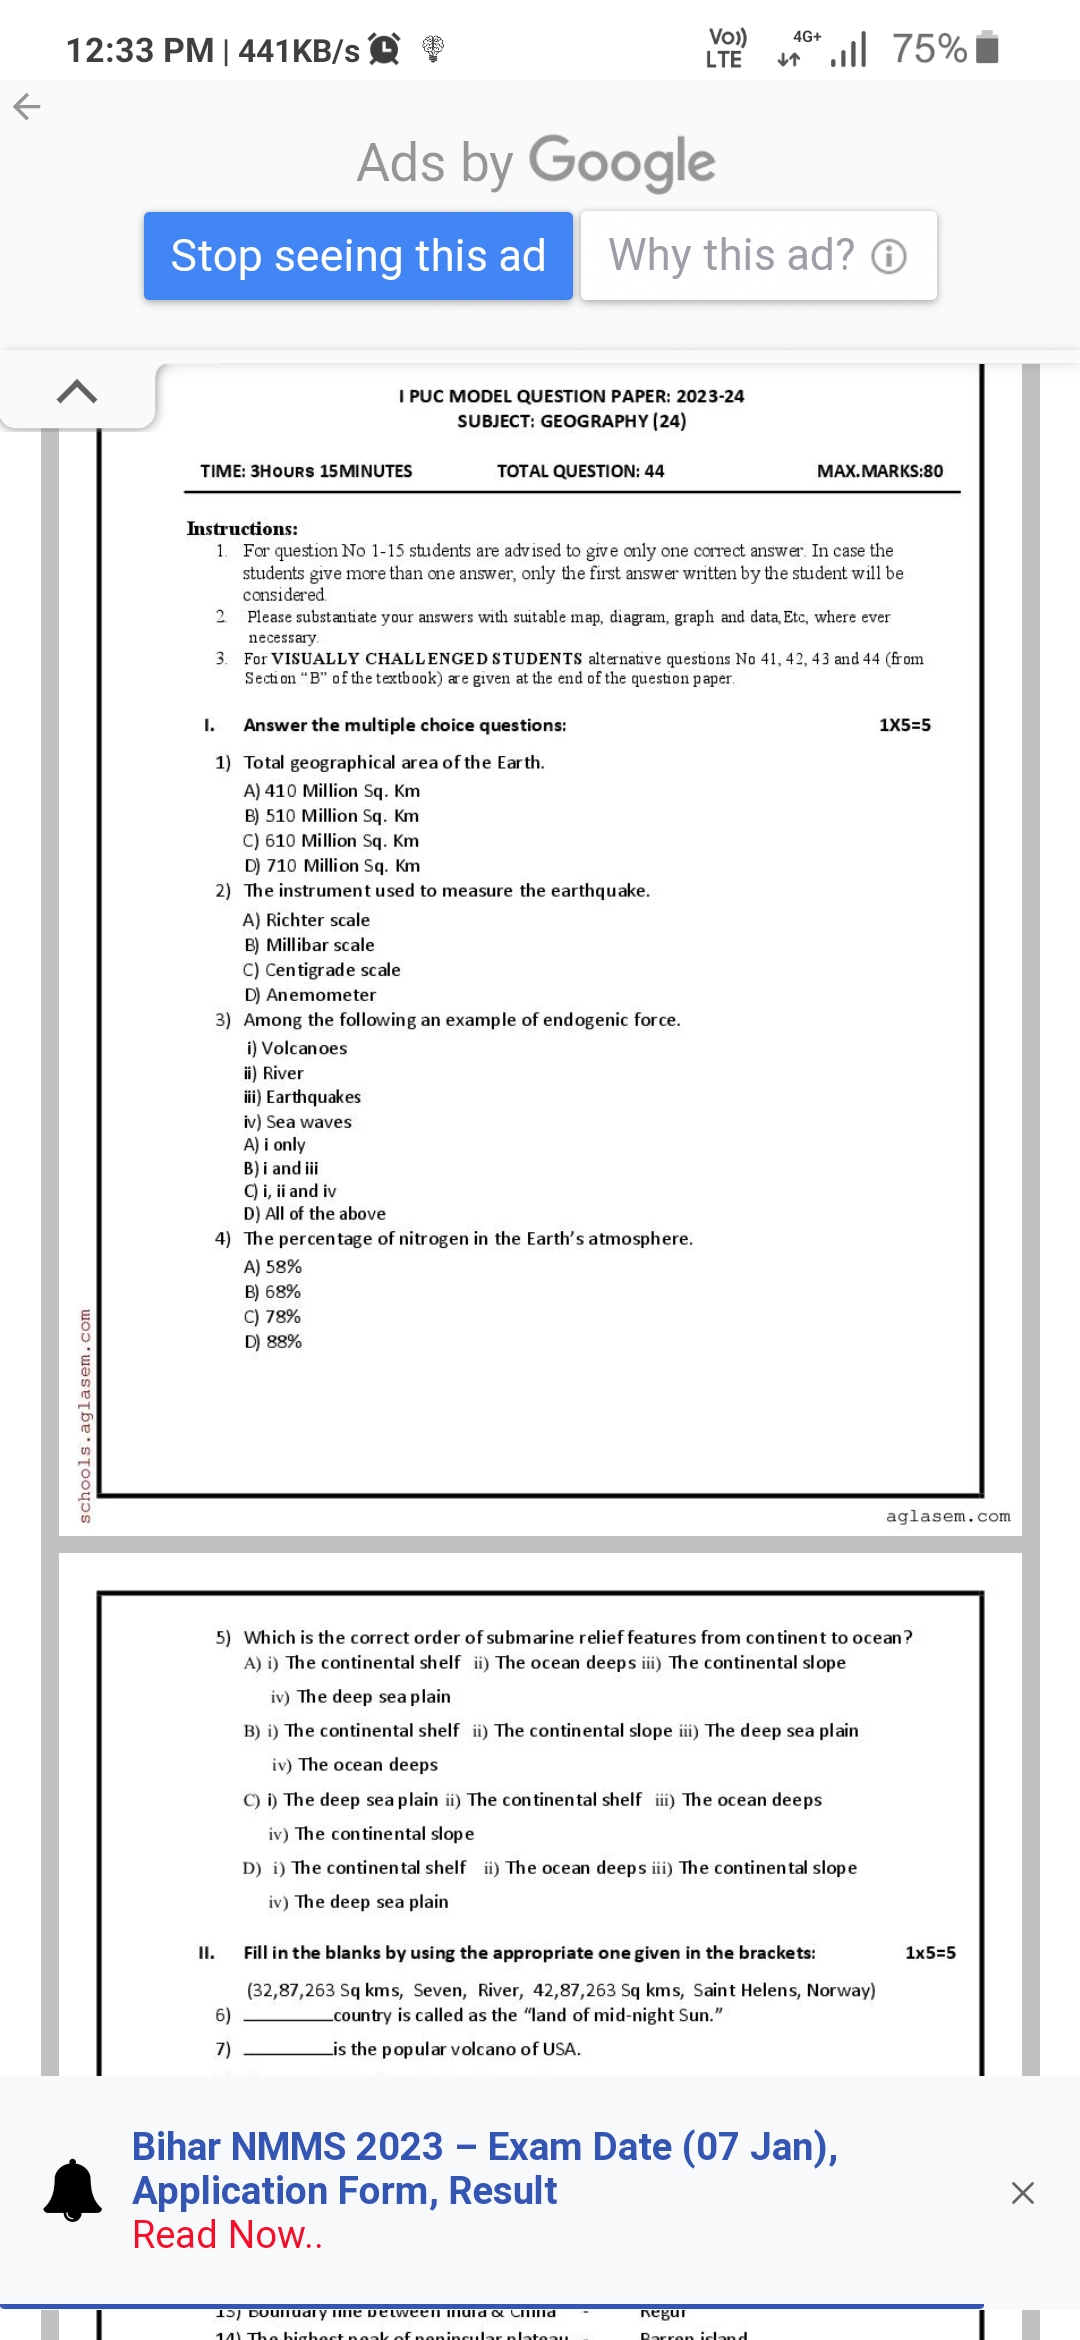 12:33 PM | 441KB/s Vo)) LTE 4G+ 75%
Ads by Google
Stop seeing this ad Why this ad?
I PUC MODEL QUESTION PAPER: 2023-24
SUBJECT: GEOGRAPHY (24)
TIME: 3HOURS 15MINUTES TOTAL QUESTION: 44 MAX.MARKS:80
Instructions:
1. For question No 1-15 students are advised to give only one correct answer. In case the
students give more than one answer, only the first answer written by the student will be
considered.
2. Please substantiate your answers with suitable map, diagram, graph and data,Etc, where ever
necessary.
3. For VISUALLY CHALLENGED STUDENTS alternative questions No 41, 42, 43 and 44 (from
Section “B” of the textbook) are given at the end of the question paper.
I. Answer the multiple choice questions: 1X5=5
1) Total geographical area of the Earth.
A) 410 Million Sq. Km
B) 510 Million Sq. Km
C) 610 Million Sq. Km
D) 710 Million Sq. Km
2) The instrument used to measure the earthquake.
A) Richter scale
B) Millibar scale
C) Centigrade scale
D) Anemometer
3) Among the following an example of endogenic force.
i) Volcanoes
ii) River
iii) Earthquakes
iv) Sea waves
A) i only
B) i and iii
C) i, ii and iv
D) All of the above
4) The percentage of nitrogen in the Earth’s atmosphere.
A) 58%
B) 68%
C) 78%
D) 88%
schools.aglasem.com
aglasem.com
5) Which is the correct order of submarine relief features from continent to ocean?
A) i) The continental shelf ii) The ocean deeps iii) The continental slope
iv) The deep sea plain
B) i) The continental shelf ii) The continental slope iii) The deep sea plain
iv) The ocean deeps
C) i) The deep sea plain ii) The continental shelf iii) The ocean deeps
iv) The continental slope
D) i) The continental shelf ii) The ocean deeps iii) The continental slope
iv) The deep sea plain
II. Fill in the blanks by using the appropriate one given in the brackets: 1x5=5
(32,87,263 Sq kms, Seven, River, 42,87,263 Sq kms, Saint Helens, Norway)
6) _________country is called as the “land of mid-night Sun.”
7) _________is the popular volcano of USA.
Bihar NMMS 2023 – Exam Date (07 Jan),
Application Form, Result
Read Now..
13) Boundary line between India & China - Regur
14) The highest peak of peninsular plateau - Barren island